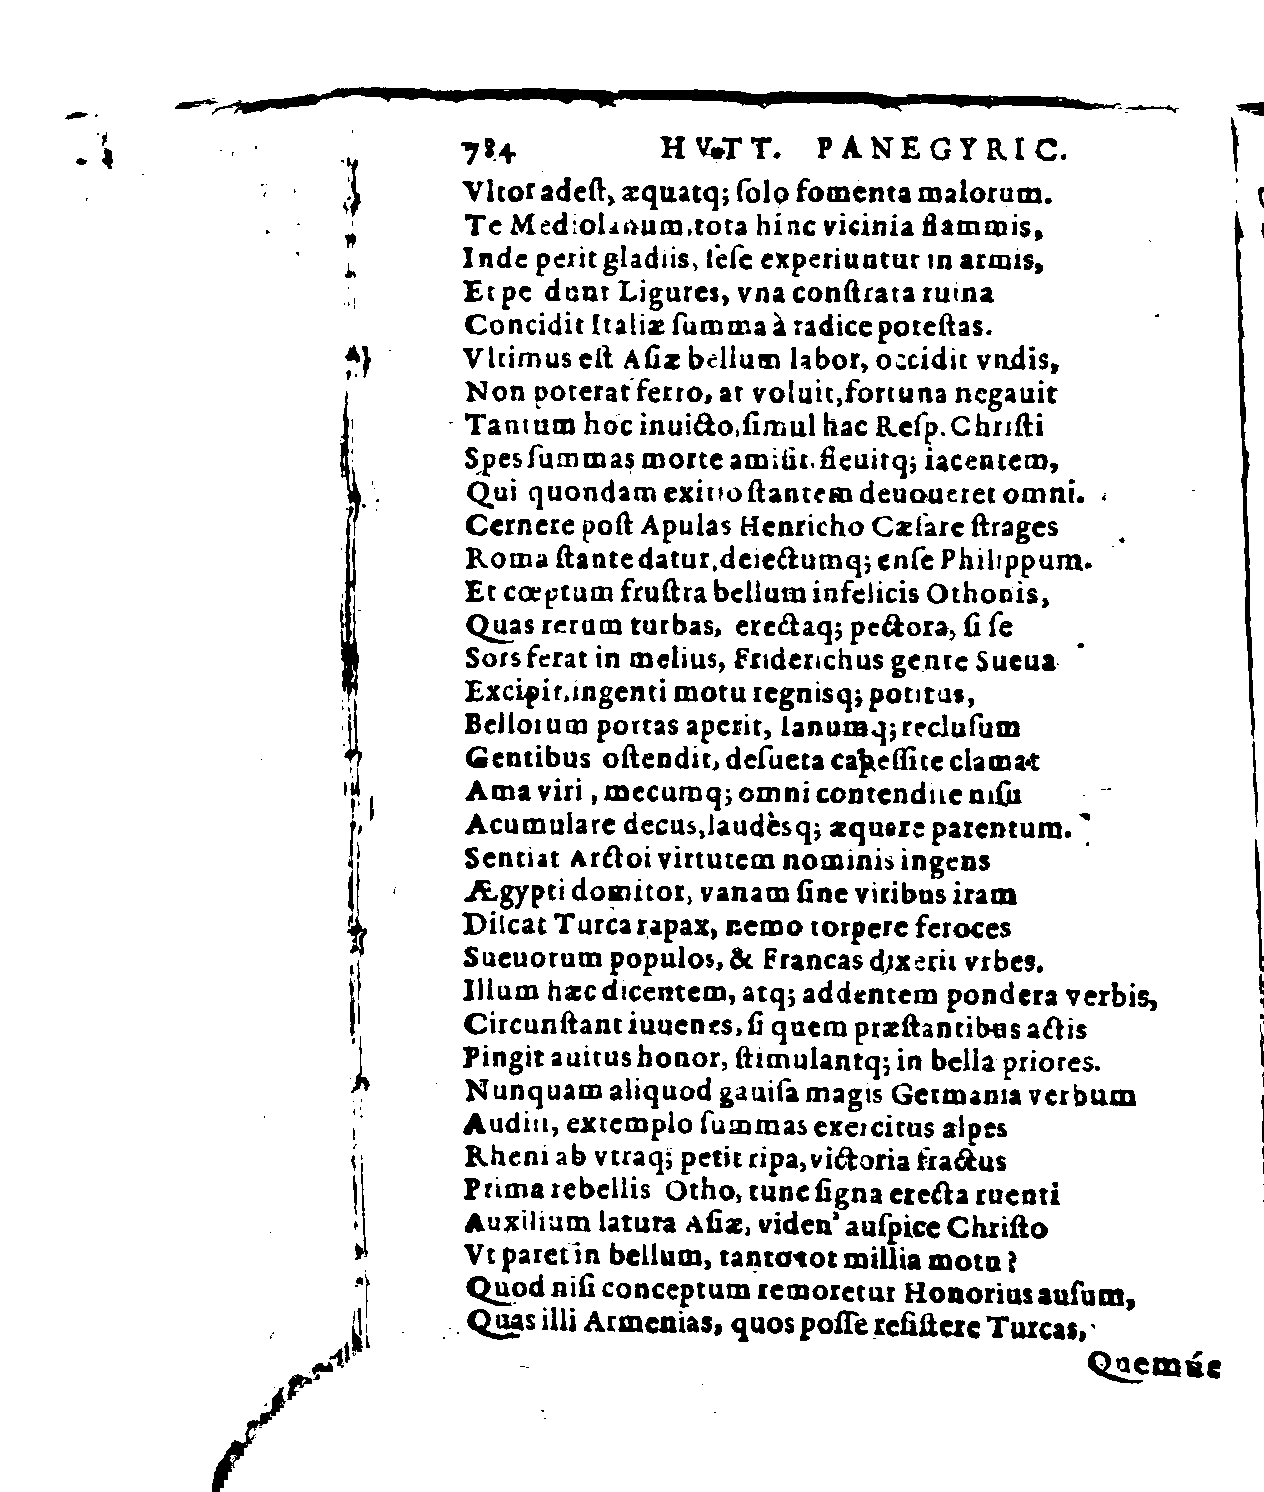 784 HVTT. PANEGYRIC.
Vltor adeſt, æquatq; ſolo fomenta malorum.
Te Mediolanum, tota hinc vicinia flammis,
Inde perit gladiis, ſeſe experiuntur in armis,
Et pe dunt Ligures, vna conſtrata ruina
Concidit Italiæ ſumma à radice poteſtas.
Vltimus eſt Aſiæ bellum labor, occidit vndis,
Non poterat ferro, at voluit, fortuna negauit
Tantum hoc inuicto, ſimul hac Reſp. Chriſti
Spes ſummas morte amiſit. fleuitq; iacentem,
Qui quondam exitio ſtantem deuoueret omni.
Cernere poſt Apulas Henricho Cæſare ſtrages
Roma ſtante datur, deiectumq; enſe Philippum.
Et cœptum fruſtra bellum infelicis Othonis,
Quas rerum turbas, erectaq; pectora, ſi ſe
Sors ferat in melius, Friderichus gente Sueua
Excipit, ingenti motu regnisq; potitus,
Bellorum portas aperit, Ianumq; recluſum
Gentibus oſtendit, deſueta capeſſite clamat
Arma viri, mecumq; omni contendite niſu
Acumulare decus, laudèsq; æquare parentum.
Sentiat Arctoi virtutem nominis ingens
Ægypti domitor, vanam ſine viribus iram
Diſcat Turca rapax, nemo torpere feroces
Sueuorum populos, & Francas dixerit vrbes.
Illum hæc dicentem, atq; addentem pondera verbis,
Circunſtant iuuenes, ſi quem præſtantibus actis
Pingit auitus honor, ſtimulantq; in bella priores.
Nunquam aliquod gauiſa magis Germania verbum
Audiit, extemplo ſummas exercitus alpes
Rheni ab vtraq; petit ripa, victoria fractus
Prima rebellis Otho, tunc ſigna erecta ruenti
Auxilium latura Aſiæ, viden' auſpice Chriſto
Vt paret in bellum, tanto tot millia motu?
Quod niſi conceptum remoretur Honorius auſum,
Quas illi Armenias, quos poſſe reſiſtere Turcas,
Quemúe